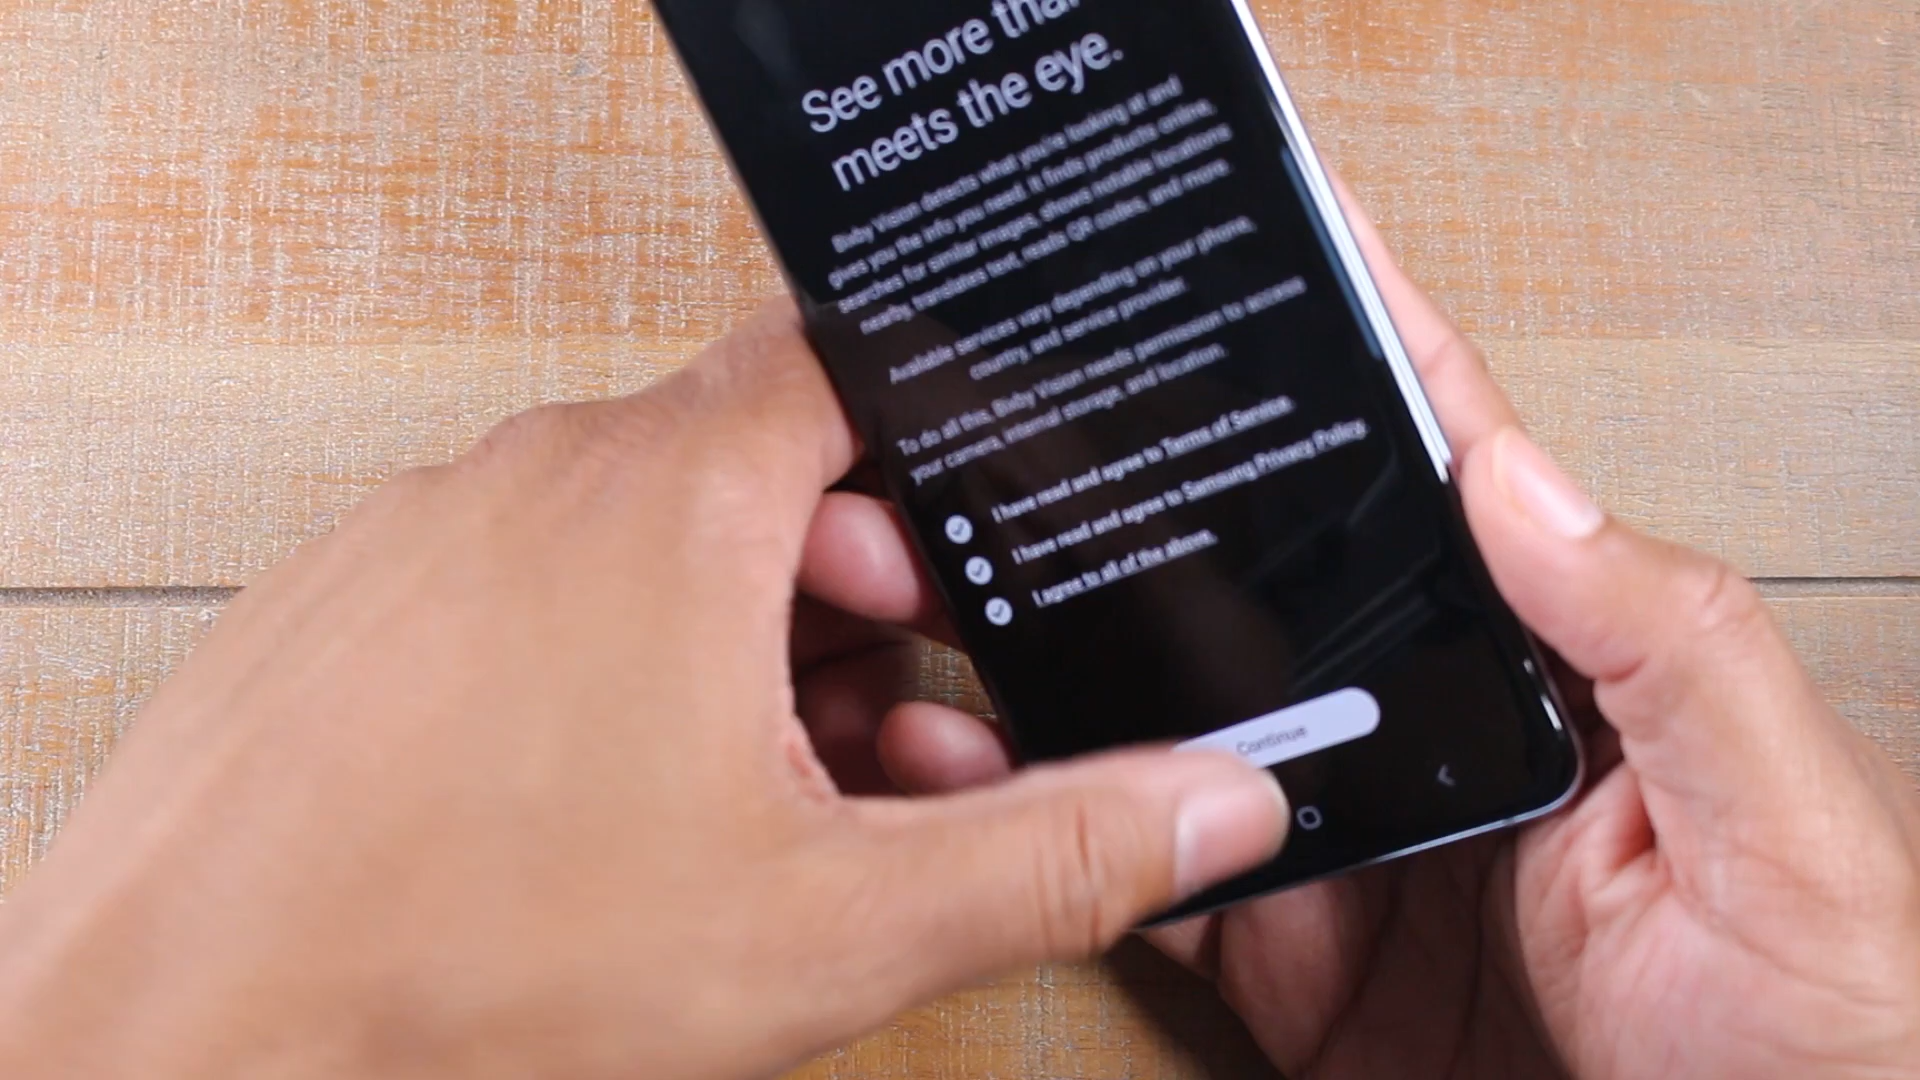 See more than
meets the eye.
Bixby Vision detects what you're looking at and
gives you the info you need. It finds products online,
searches for similar images, shows notable locations
nearby, translates text, reads QR codes, and more.
Available services vary depending on your phone,
country, and service provider.
To do all this, Bixby Vision needs permission to access
your camera, internal storage, and location.
I have read and agree to Terms of Service.
I have read and agree to Samsung Privacy Policy.
I agree to all of the above.
Continue